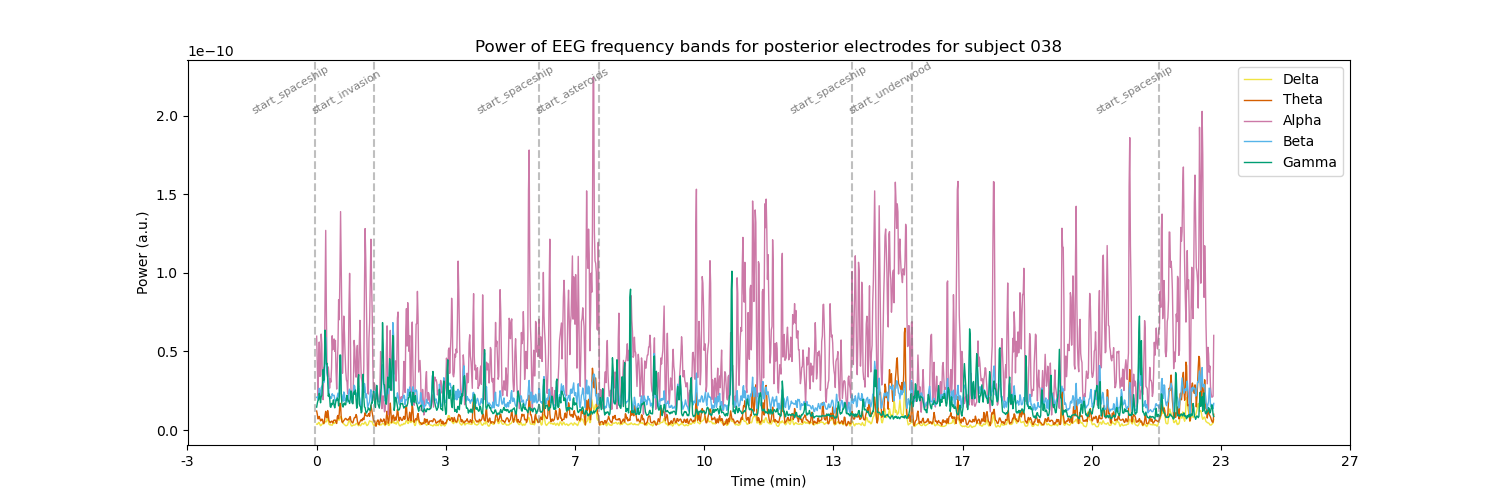 Power of EEG frequency bands for posterior electrodes for subject 038
1e−10
start_spaceship
start_invasion
start_spaceship
start_asteroids
start_spaceship
start_underwood
start_spaceship
Delta
Theta
Alpha
Beta
Gamma
2.0
1.5
1.0
0.5
0.0
Power (a.u.)
-3 0 3 7 10 13 17 20 23 27
Time (min)